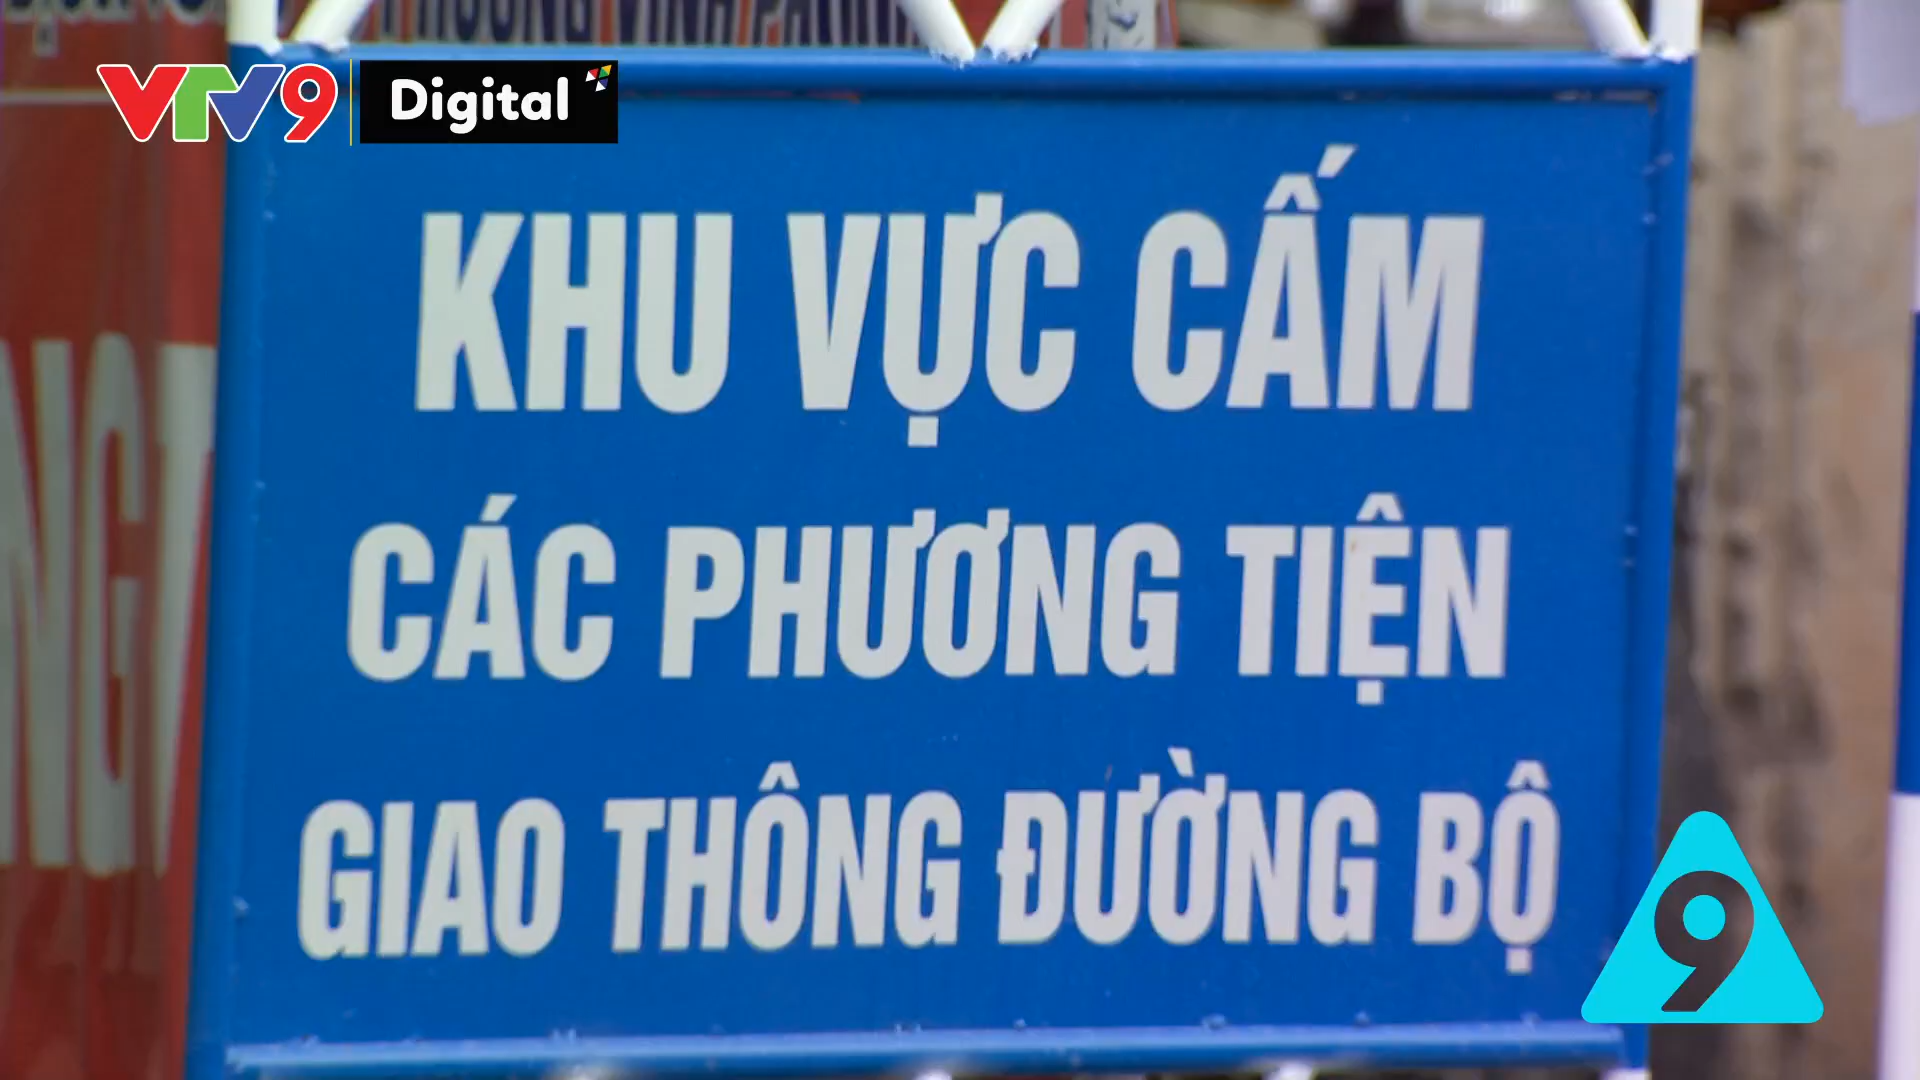 VTV9 Digital
KHU VỰC CẤM
CÁC PHƯƠNG TIỆN
GIAO THÔNG ĐƯỜNG BỘ
9